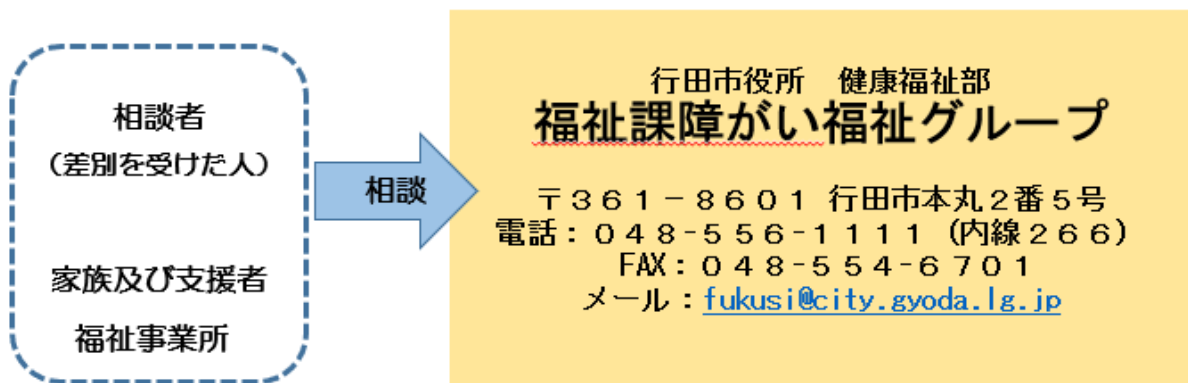 相談者
（差別を受けだ人）
家族及び支援者
福祉事業所
相談
行田市役所　健康福祉部
福祉課障がい福祉グループ
〒３６１－８６０１ 行田市本丸２番５号
電話：０４８-５５６-１１１１（内線２６６）
FAX：０４８-５５４-６７０１
メール：fukusi@city.gyoda.lg.jp